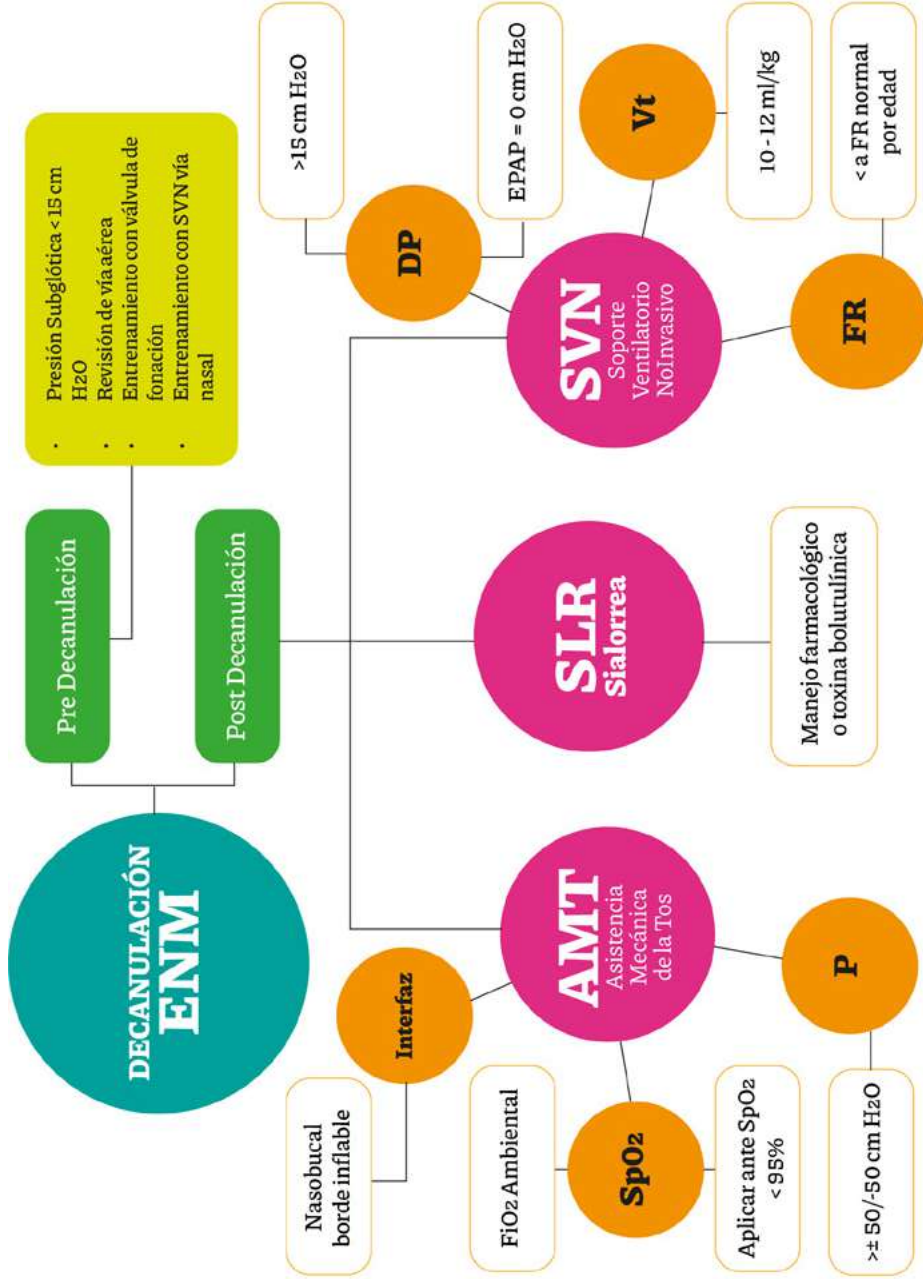 DECANULACIÓN
ENM
Pre Decanulación
• Presión Subglótica < 15 cm
H2O
• Revisión de vía aérea
• Entrenamiento con válvula de
fonación
• Entrenamiento con SVN vía
nasal
Post Decanulación
AMT
Asistencia
Mecánica
de la Tos
Interfaz
Nasobucal
borde inflable
SpO2
FiO2 Ambiental
Aplicar ante SpO2
< 95%
P
>± 50/-50 cm H2O
SLR
Sialorrea
Manejo farmacológico
o toxina bolutulínica
SVN
Soporte
Ventilatorio
NoInvasivo
DP
>15 cm H2O
EPAP = 0 cm H2O
Vt
10 - 12 ml/kg
FR
< a FR normal
por edad